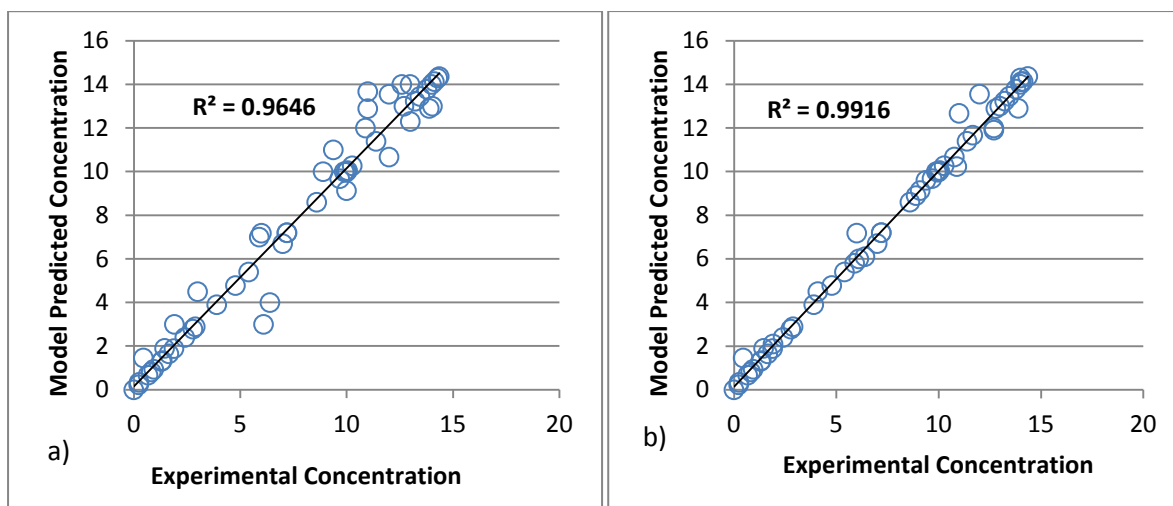 Model Predicted Concentration
16
14
12
10
8
6
4
2
0
R² = 0.9646
0 5 10 15 20
a)
Experimental Concentration
Model Predicted Concentration
16
14
12
10
8
6
4
2
0
R² = 0.9916
0 5 10 15 20
b)
Experimental Concentration